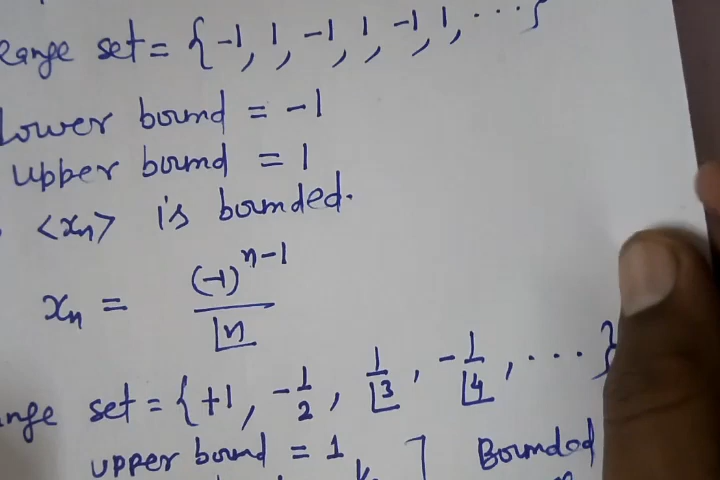 Range set = {-1, 1, -1, 1, -1, 1, ...}
Lower bound = -1
upper bound = 1
<xn> is bounded.
xn = (-1)^(n-1) / ⌊n
set = {+1, -1/2, 1/⌊3, -1/⌊4, ...}
upper bound = 1 ] Bounded